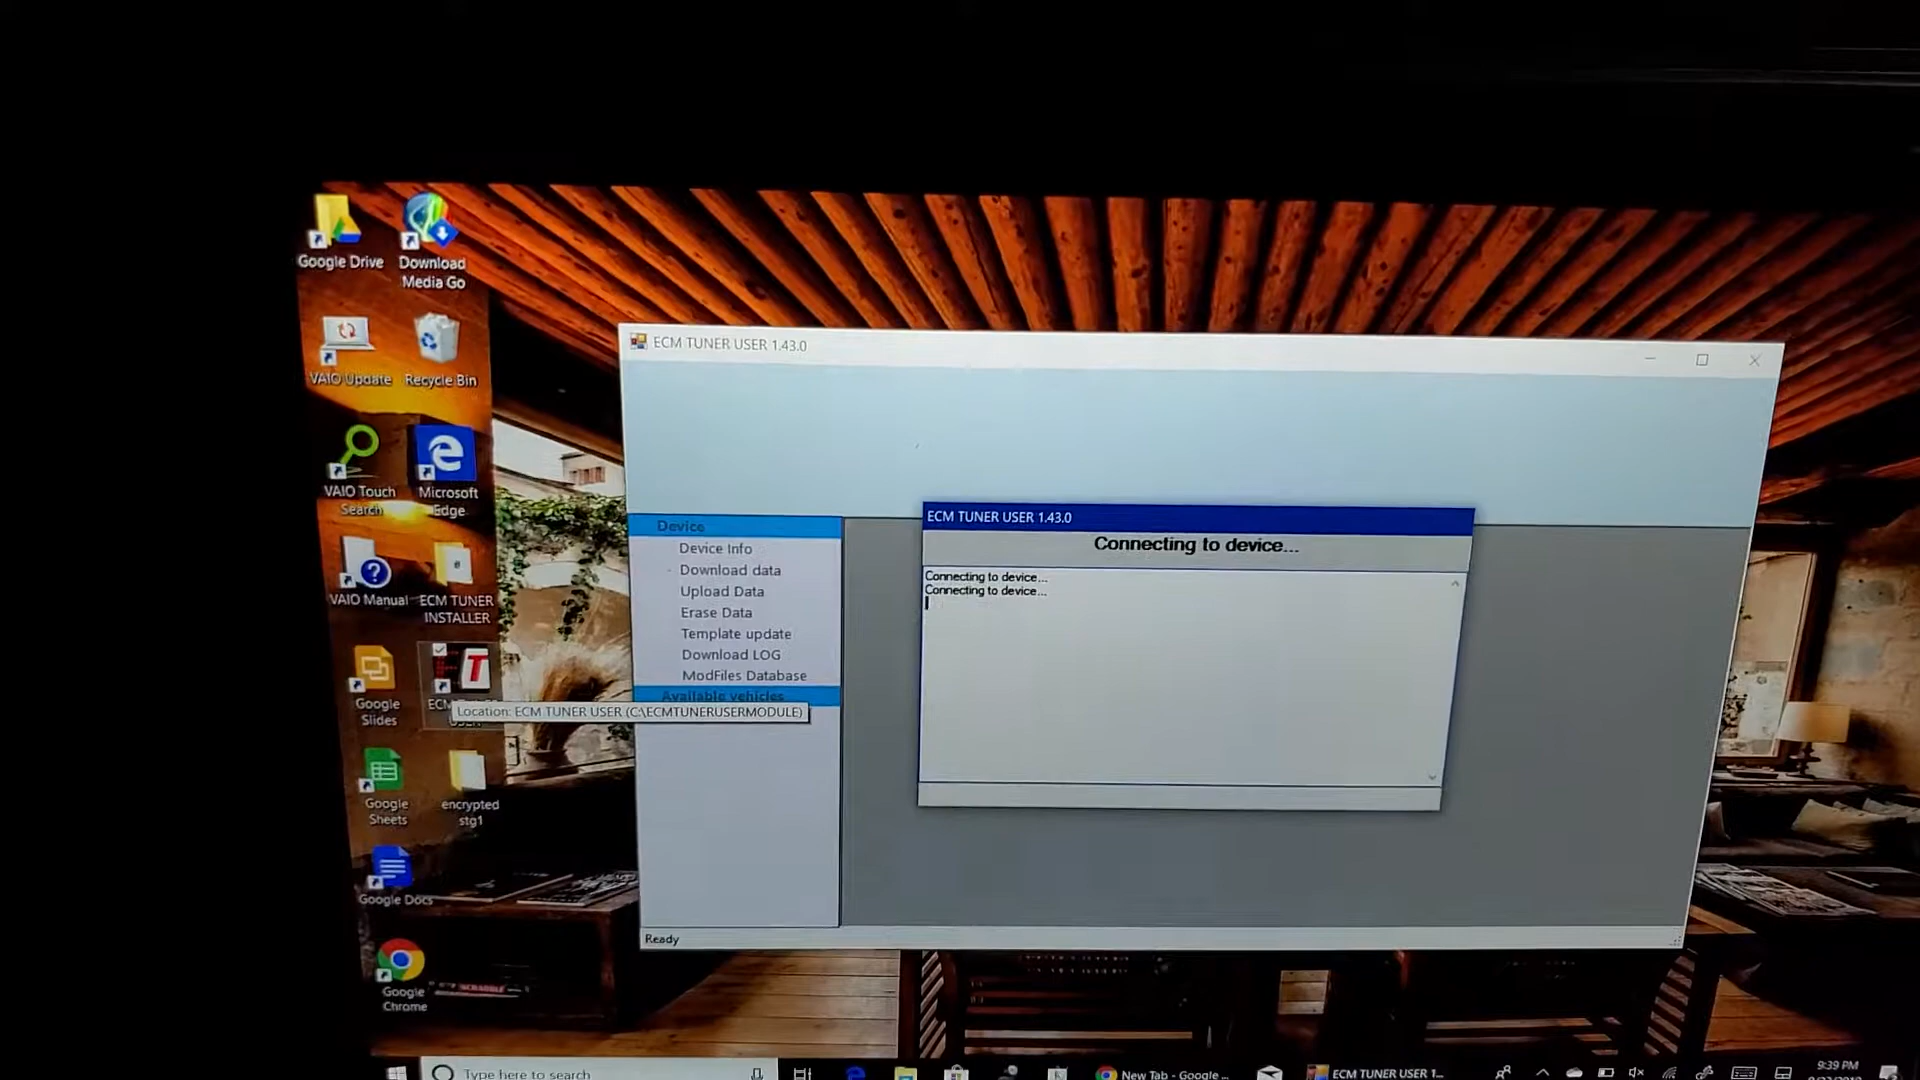 Google Drive
Download
Media Go
VAIO Update
Recycle Bin
VAIO Touch
Search
Microsoft
Edge
VAIO Manual
ECM TUNER
INSTALLER
Google
Slides
Google
Sheets
encrypted
stg1
Google Docs
Google
Chrome
Location: ECM TUNER USER (C:\ECMTUNERUSERMODULE)
ECM TUNER USER 1.43.0
Device
Device Info
Download data
Upload Data
Erase Data
Template update
Download LOG
ModFiles Database
Available vehicles
Ready
ECM TUNER USER 1.43.0
Connecting to device...
Connecting to device...
Connecting to device...
Type here to search
New Tab - Google ...
ECM TUNER USER 1...
9:39 PM